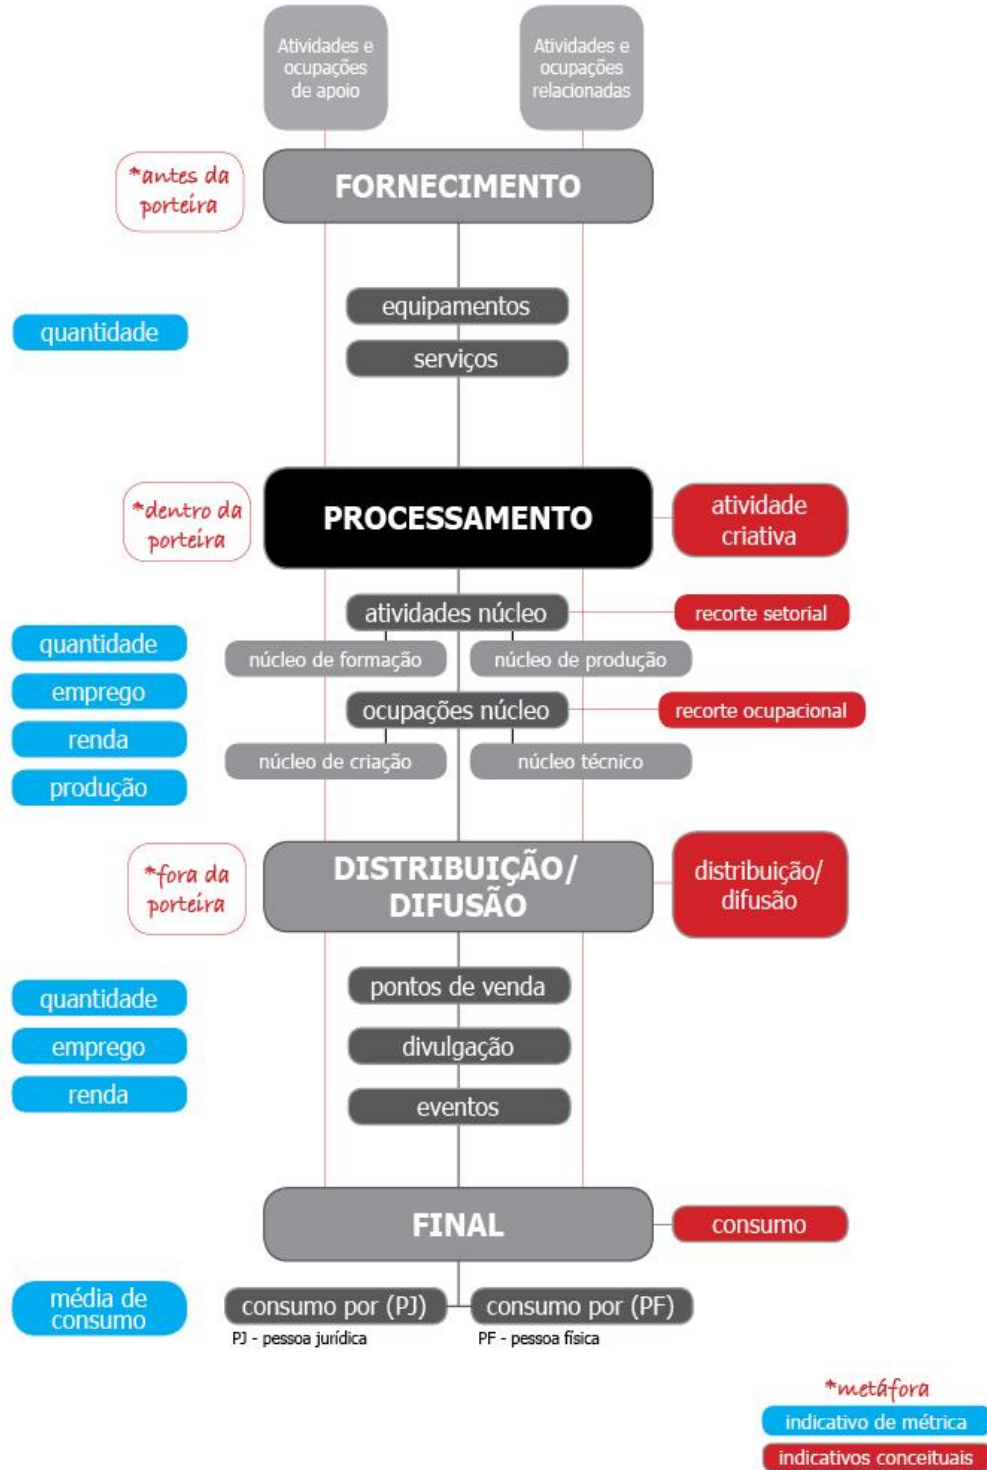 Atividades e
ocupações
de apoio
Atividades e
ocupações
relacionadas
*antes da
porteira
FORNECIMENTO
equipamentos
quantidade
serviços
*dentro da
porteira
PROCESSAMENTO
atividade
criativa
atividades núcleo
recorte setorial
quantidade
núcleo de formação
núcleo de produção
emprego
ocupações núcleo
recorte ocupacional
renda
núcleo de criação
núcleo técnico
produção
*fora da
porteira
DISTRIBUIÇÃO/
DIFUSÃO
distribuição/
difusão
pontos de venda
quantidade
divulgação
emprego
renda
eventos
FINAL
consumo
média de
consumo
consumo por (PJ)
consumo por (PF)
PJ - pessoa jurídica
PF - pessoa física
*metáfora
indicativo de métrica
indicativos conceituais